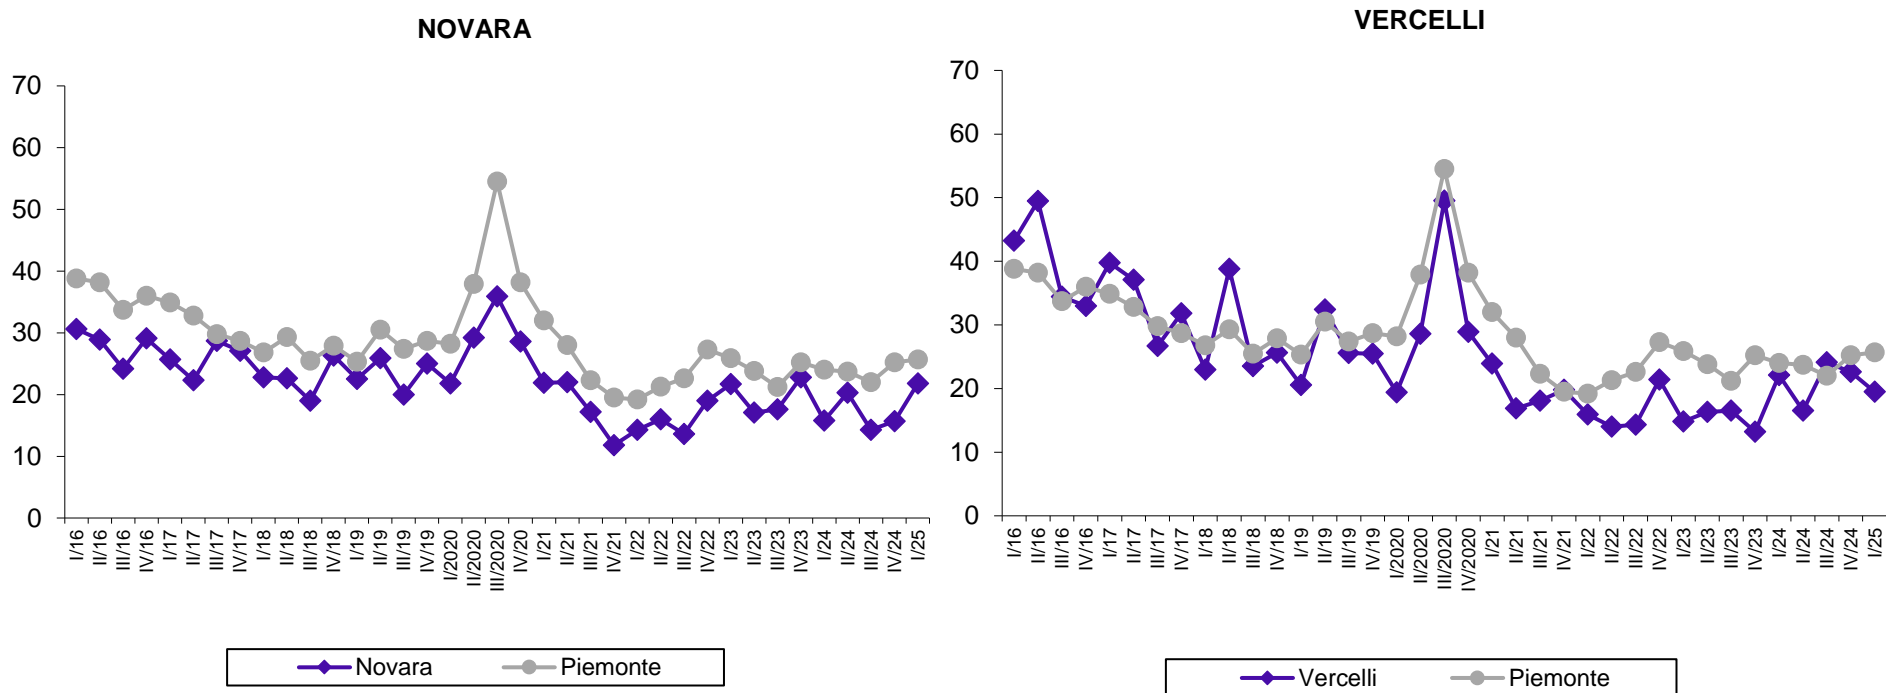 NOVARA
70
60
50
40
30
20
10
0
I/16
II/16
III/16
IV/16
I/17
II/17
III/17
IV/17
I/18
II/18
III/18
IV/18
I/19
II/19
III/19
IV/19
I/2020
II/2020
III/2020
IV/20
I/21
II/21
III/21
IV/21
I/22
II/22
III/22
IV/22
I/23
II/23
III/23
IV/23
I/24
II/24
III/24
IV/24
I/25
Novara Piemonte
VERCELLI
70
60
50
40
30
20
10
0
I/16
II/16
III/16
IV/16
I/17
II/17
III/17
IV/17
I/18
II/18
III/18
IV/18
I/19
II/19
III/19
IV/19
I/2020
II/2020
III/2020
IV/2020
I/21
II/21
III/21
IV/21
I/22
II/22
III/22
IV/22
I/23
II/23
III/23
IV/23
I/24
II/24
III/24
IV/24
I/25
Vercelli Piemonte